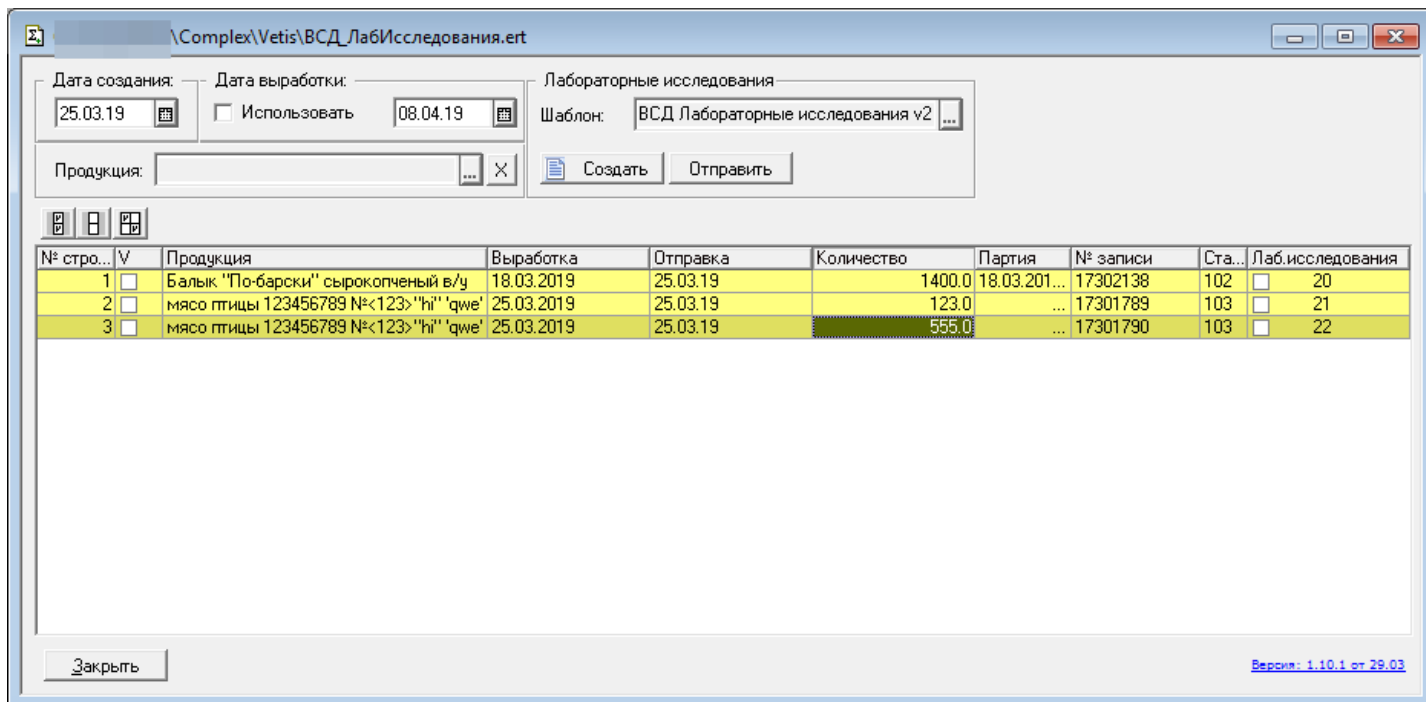 \Complex\Vetis\ВСД_ЛабИсследования.ert
Дата создания: Дата выработки: Лабораторные исследования
25.03.19 Использовать 08.04.19 Шаблон: ВСД Лабораторные исследования v2 ...
Продукция: ... X Создать Отправить
№ стро... V Продукция Выработка Отправка Количество Партия № записи Ста... Лаб.исследования
1 Балык "По-барски" сырокопченый в/у 18.03.2019 25.03.19 1400.0 18.03.201... 17302138 102 20
2 мясо птицы 123456789 №<123>"hi" 'qwe' 25.03.2019 25.03.19 123.0 ... 17301789 103 21
3 мясо птицы 123456789 №<123>"hi" 'qwe' 25.03.2019 25.03.19 555.0 ... 17301790 103 22
Закрыть Версия: 1.10.1 от 29.03